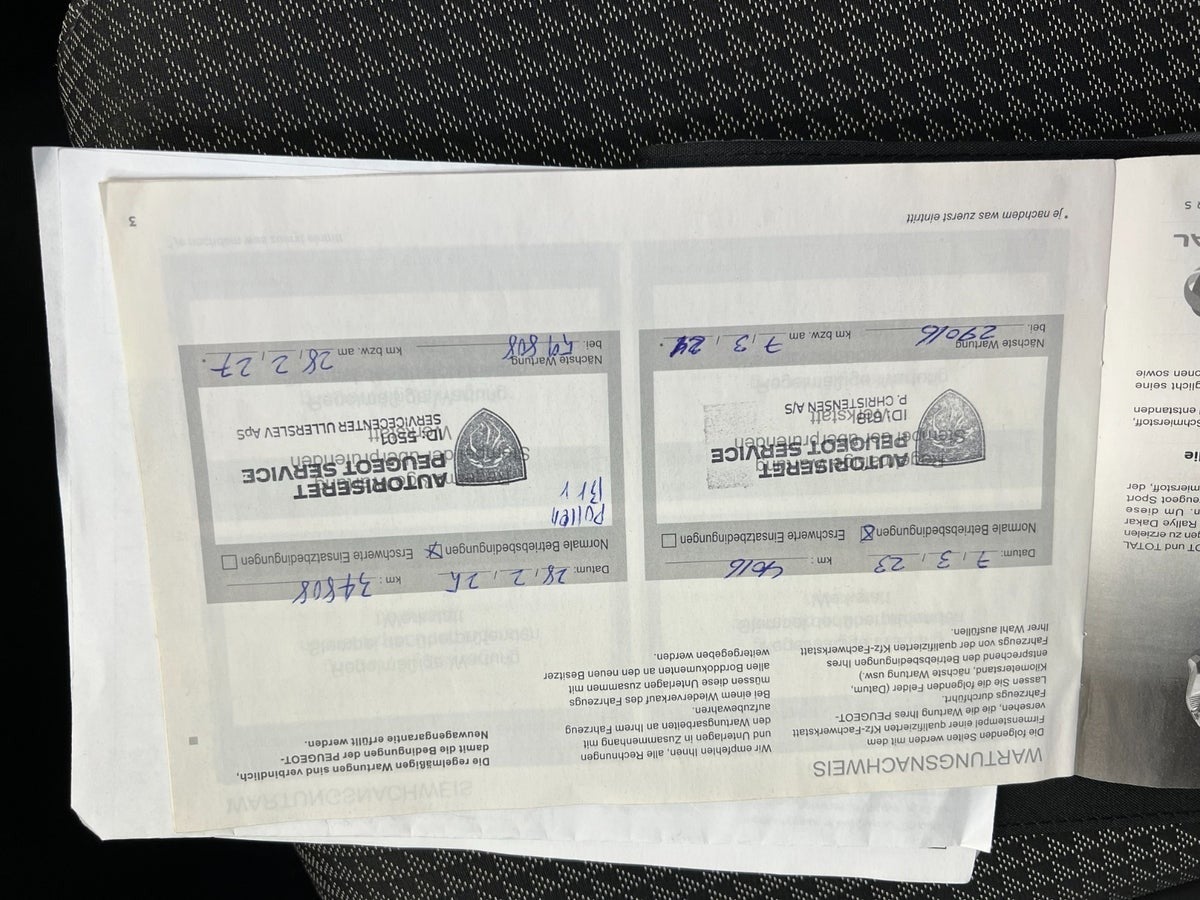 WARTUNGSNACHWEIS
Die folgenden Seiten werden mit dem
Firmenstempel einer qualifizierten Kfz-Fachwerkstatt
versehen, die die Wartung Ihres PEUGEOT-
Fahrzeugs durchführt.
Lassen Sie die folgenden Felder (Datum,
Kilometerstand, nächste Wartung usw.)
entsprechend den Betriebsbedingungen Ihres
Fahrzeugs von der qualifizierten Kfz-Fachwerkstatt
Ihrer Wahl ausfüllen.
Wir empfehlen Ihnen, alle Rechnungen
und Unterlagen in Zusammenhang mit
den Wartungsarbeiten an Ihrem Fahrzeug
aufzubewahren.
Bei einem Wiederverkauf des Fahrzeugs
müssen diese Unterlagen zusammen mit
allen Borddokumenten an den neuen Besitzer
weitergegeben werden.
Die regelmäßigen Wartungen sind verbindlich,
damit die Bedingungen der PEUGEOT-
Neuwagengarantie erfüllt werden.
Datum: 7, 3, 23 km : 9016
Normale Betriebsbedingungen Erschwerte Einsatzbedingungen
AUTORISERET
PEUGEOT SERVICE
ID: 618
P. CHRISTENSEN A/S
Nächste Wartung
bei: 29016 km bzw. am 7, 3, 24.
Datum: 28, 2, 25 km : 34808
Normale Betriebsbedingungen Erschwerte Einsatzbedingungen
Pollen
AUTORISERET
PEUGEOT SERVICE
VID: 5501
SERVICECENTER ULLERSLEV ApS
Nächste Wartung
bei: 59808 km bzw. am 28, 2, 27.
*je nachdem was zuerst eintritt
3